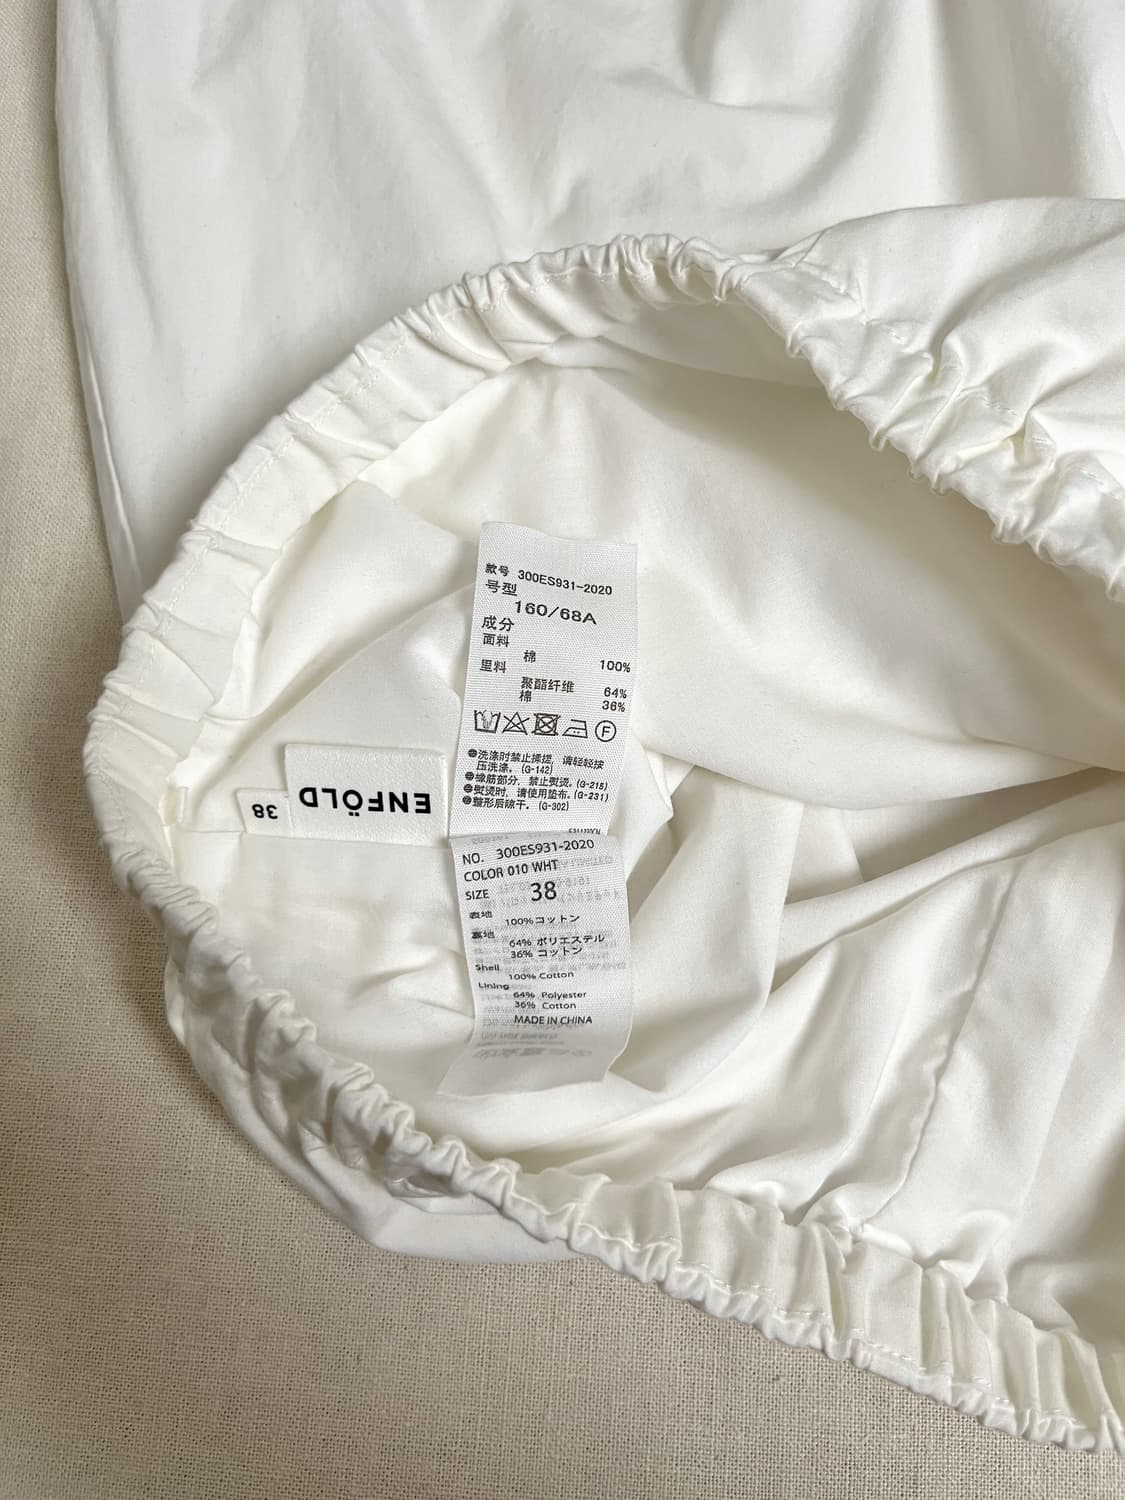 款号 300ES931-2020
号型
160/68A
成分
面料
棉 100%
里料
聚酯纤维 64%
棉 36%
F
●洗涤时禁止揉搓，请轻轻按
压洗涤。(G-142)
●橡筋部分，禁止熨烫。(G-218)
●熨烫时，请使用垫布。(G-231)
●整形后晾干。(G-302)
ENFÖLD
38
NO. 300ES931-2020
COLOR 010 WHT
SIZE 38
表地
100%コットン
裏地
64% ポリエステル
36% コットン
Shell
100% Cotton
Lining
64% Polyester
36% Cotton
MADE IN CHINA